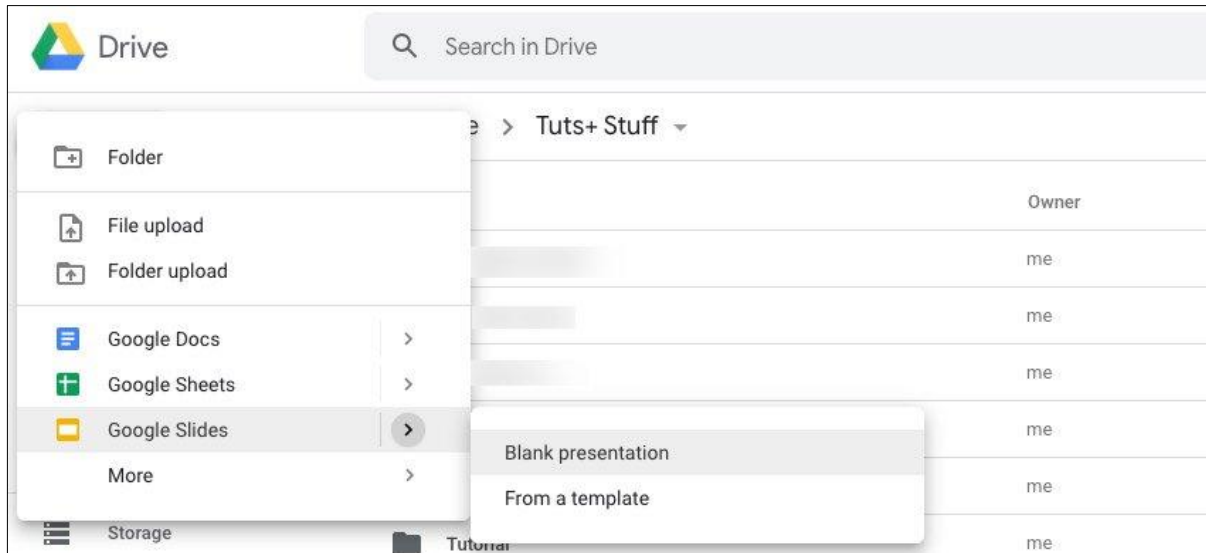 Drive
Search in Drive
e > Tuts+ Stuff
Folder
Owner
File upload
me
Folder upload
me
Google Docs
me
Google Sheets
Google Slides
me
Blank presentation
More
me
From a template
Storage
Tutorial
me